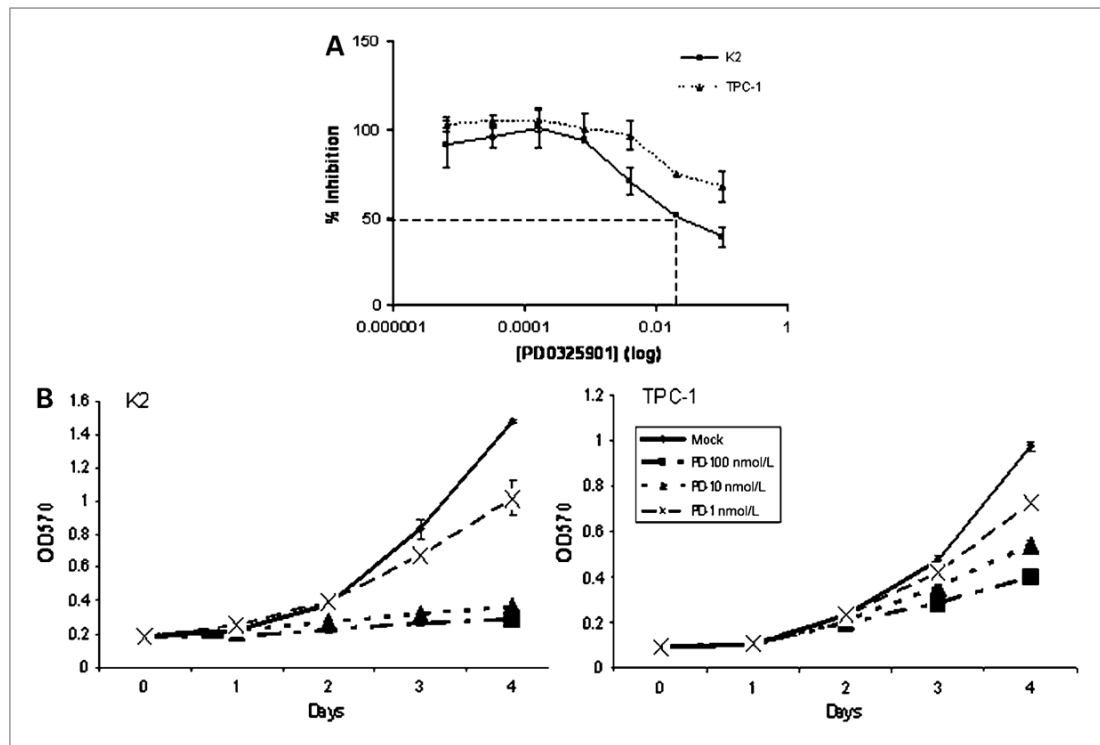 A
150
100
50
0
% Inhibition
K2
TPC-1
0.000001
0.0001
0.01
1
[PD0325901] (log)
B
K2
1.6
1.4
1.2
1
0.8
0.6
0.4
0.2
0
OD570
0
1
2
3
4
Days
TPC-1
1.2
1
0.8
0.6
0.4
0.2
0
OD570
Mock
PD-100 nmol/L
PD-10 nmol/L
PD-1 nmol/L
0
1
2
3
4
Days